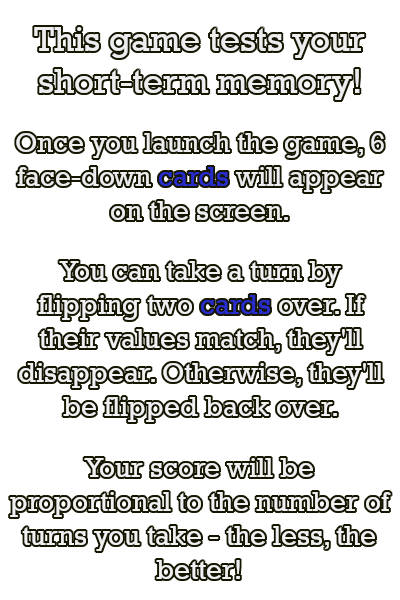 This game tests your
short-term memory!
Once you launch the game, 6
face-down cards will appear
on the screen.
You can take a turn by
flipping two cards over. If
their values match, they'll
disappear. Otherwise, they'll
be flipped back over.
Your score will be
proportional to the number of
turns you take - the less, the
better!